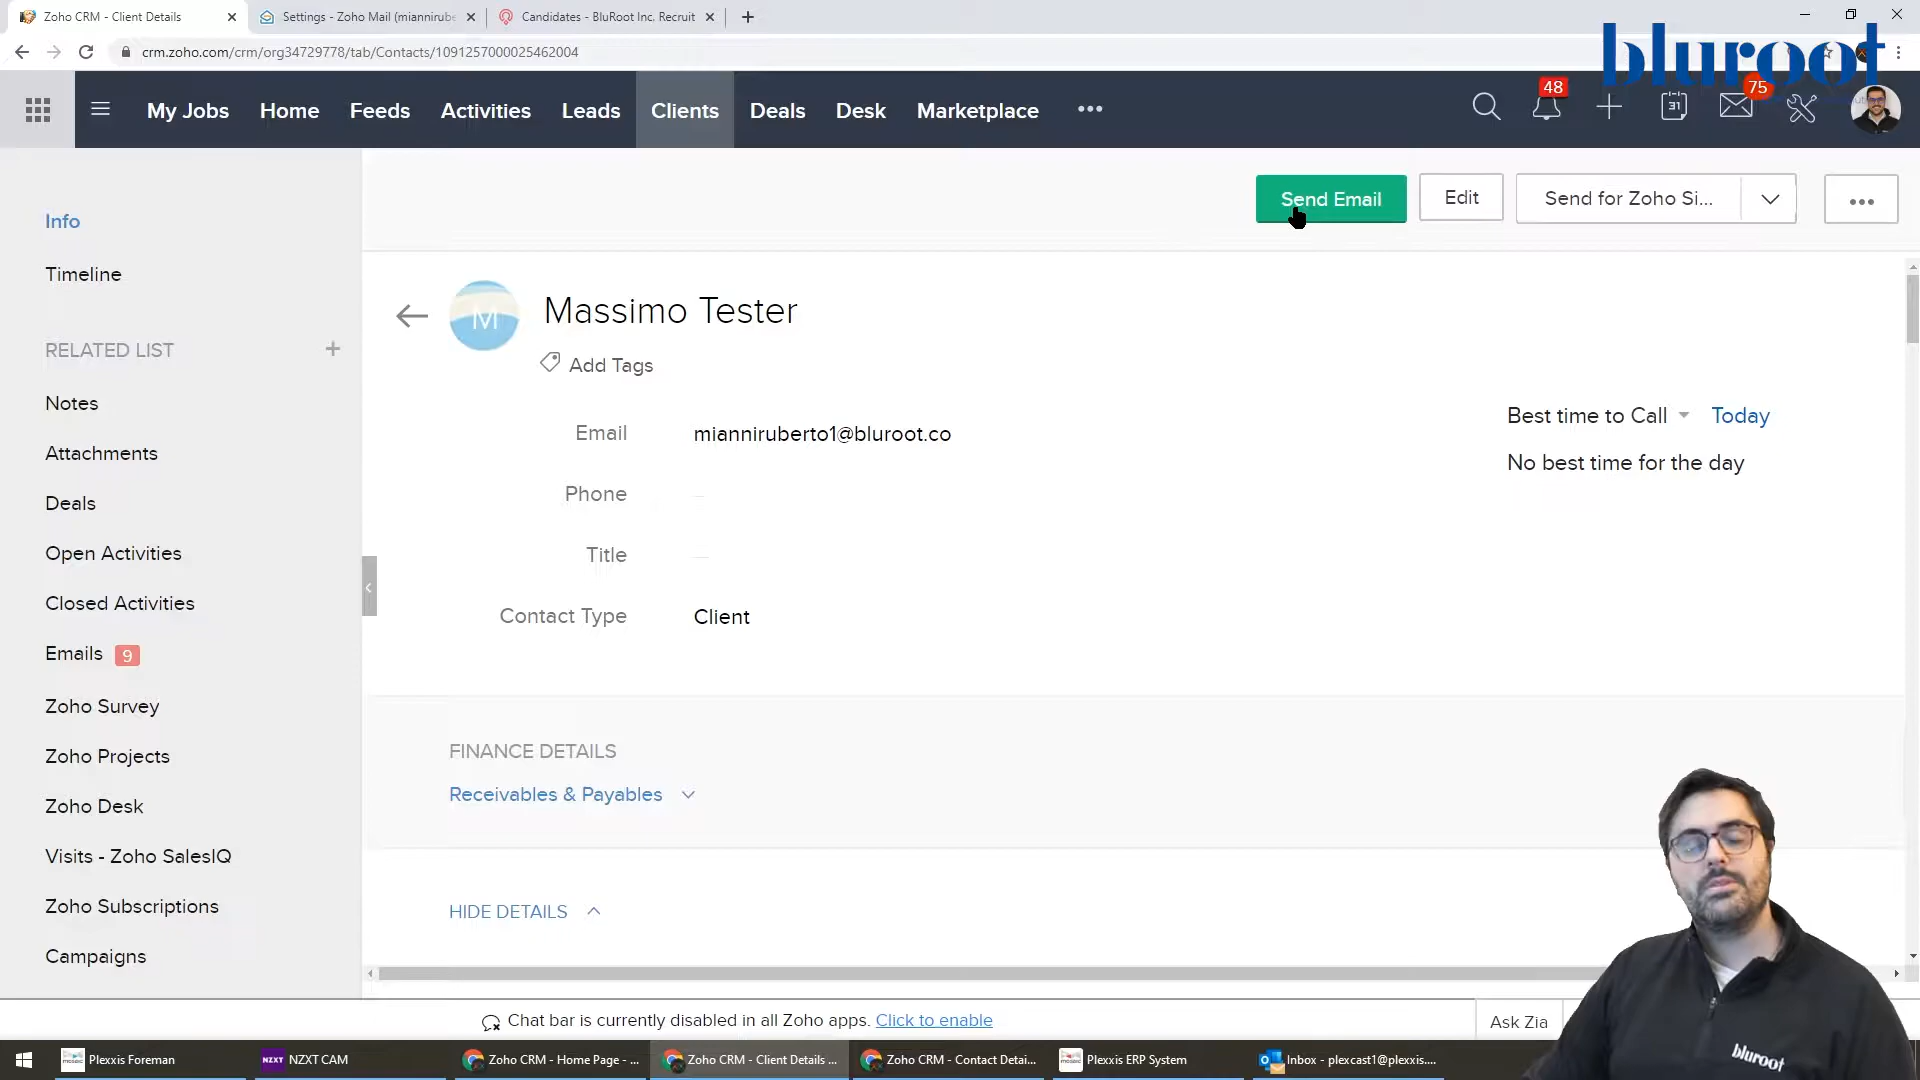 Zoho CRM - Client Details
Settings - Zoho Mail (miannirube
Candidates - BluRoot Inc. Recruit
crm.zoho.com/crm/org34729778/tab/Contacts/1091257000025462004
bluroot
My Jobs
Home
Feeds
Activities
Leads
Clients
Deals
Desk
Marketplace
48
31
75
Send Email
Edit
Send for Zoho Si...
Info
Timeline
RELATED LIST
Notes
Attachments
Deals
Open Activities
Closed Activities
Emails 9
Zoho Survey
Zoho Projects
Zoho Desk
Visits - Zoho SalesIQ
Zoho Subscriptions
Campaigns
M
Massimo Tester
Add Tags
Email mianniruberto1@bluroot.co
Phone
Title
Contact Type Client
Best time to Call Today
No best time for the day
FINANCE DETAILS
Receivables & Payables
HIDE DETAILS
Chat bar is currently disabled in all Zoho apps. Click to enable
Ask Zia
bluroot
Plexxis Foreman
NZXT NZXT CAM
Zoho CRM - Home Page - ...
Zoho CRM - Client Details ...
Zoho CRM - Contact Detai...
Plexxis ERP System
Inbox - plexcast1@plexxis....